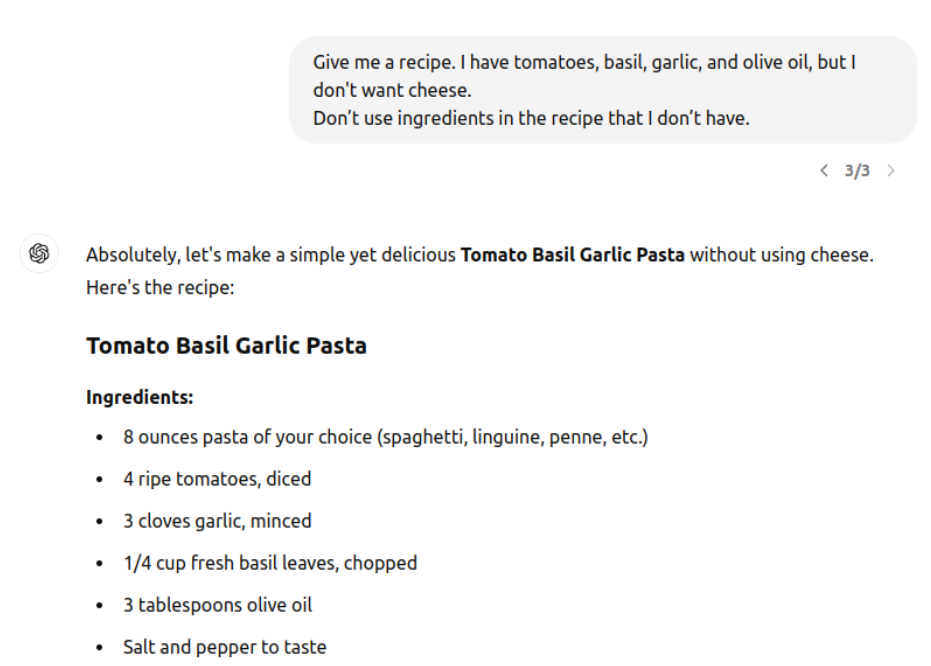 Give me a recipe. I have tomatoes, basil, garlic, and olive oil, but I
don't want cheese.
Don’t use ingredients in the recipe that I don’t have.
3/3
Absolutely, let's make a simple yet delicious Tomato Basil Garlic Pasta without using cheese.
Here's the recipe:
Tomato Basil Garlic Pasta
Ingredients:
• 8 ounces pasta of your choice (spaghetti, linguine, penne, etc.)
• 4 ripe tomatoes, diced
• 3 cloves garlic, minced
• 1/4 cup fresh basil leaves, chopped
• 3 tablespoons olive oil
• Salt and pepper to taste